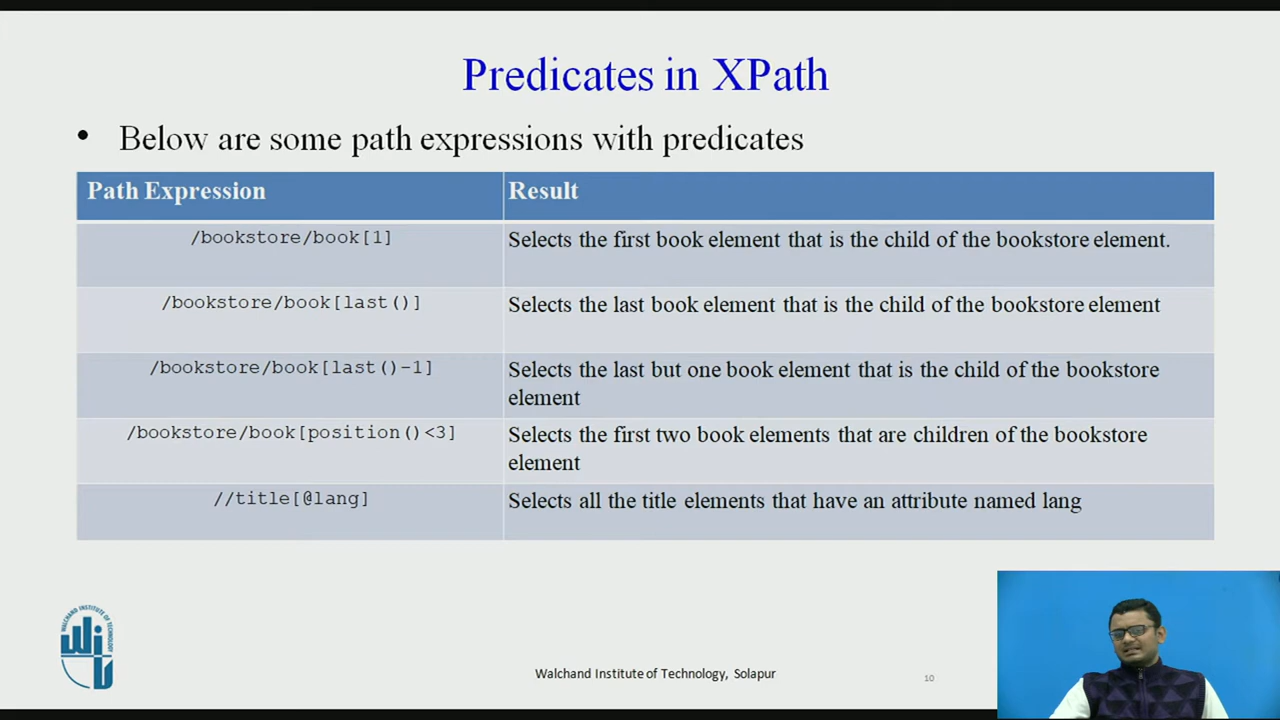 Predicates in XPath
• Below are some path expressions with predicates
Path Expression
Result
/bookstore/book[1]
Selects the first book element that is the child of the bookstore element.
/bookstore/book[last()]
Selects the last book element that is the child of the bookstore element
/bookstore/book[last()-1]
Selects the last but one book element that is the child of the bookstore
element
/bookstore/book[position()<3]
Selects the first two book elements that are children of the bookstore
element
//title[@lang]
Selects all the title elements that have an attribute named lang
WALCHAND INSTITUTE OF TECHNOLOGY
WIT
Walchand Institute of Technology, Solapur
10